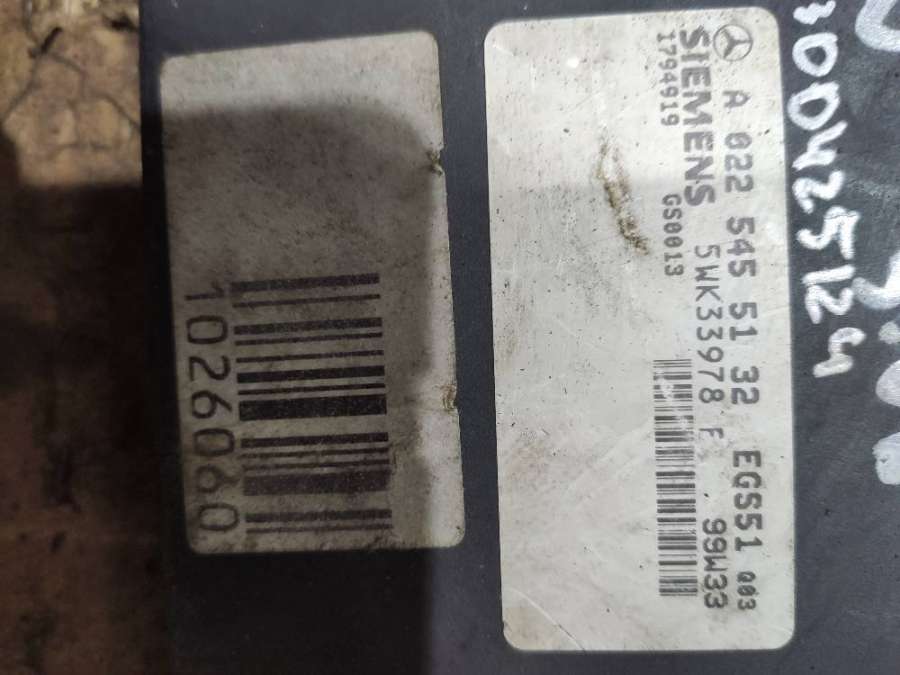 A 022 545 51 32 EGS51 003
SIEMENS 5WK33978 F 99W33
1794919 GS0013
1026060